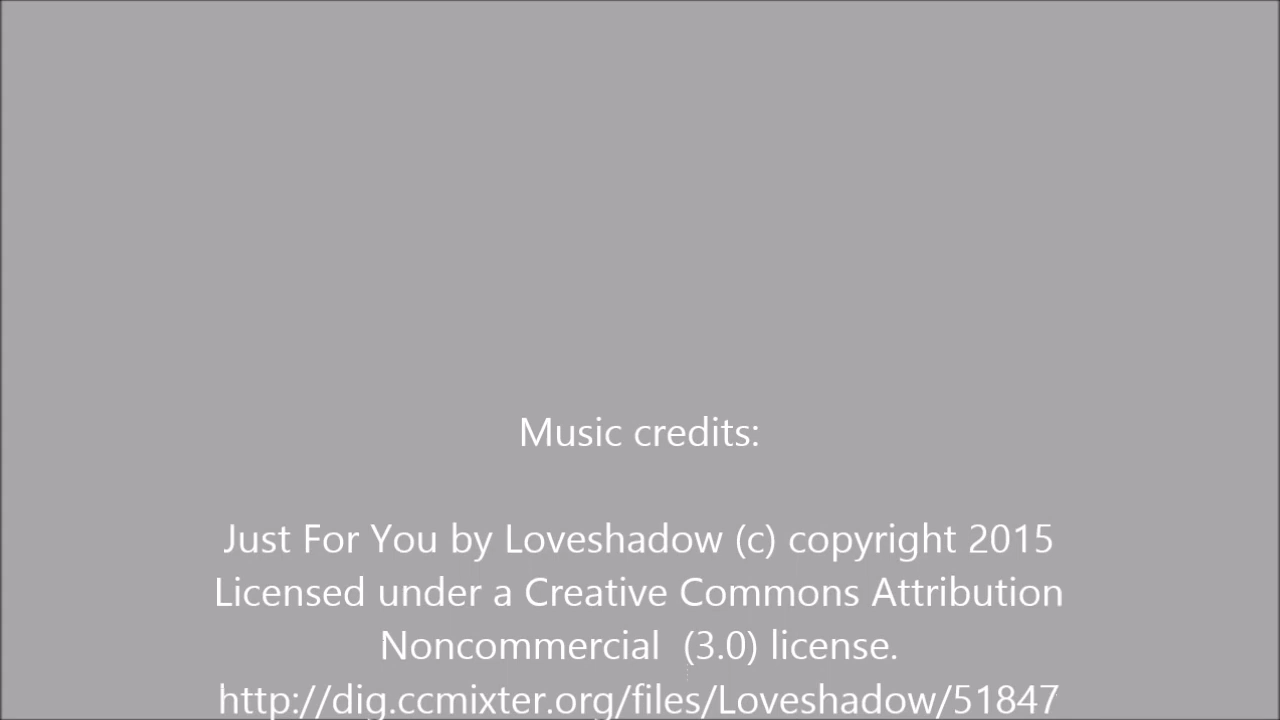 Music credits:
Just For You by Loveshadow (c) copyright 2015
Licensed under a Creative Commons Attribution
Noncommercial  (3.0) license.
http://dig.ccmixter.org/files/Loveshadow/51847